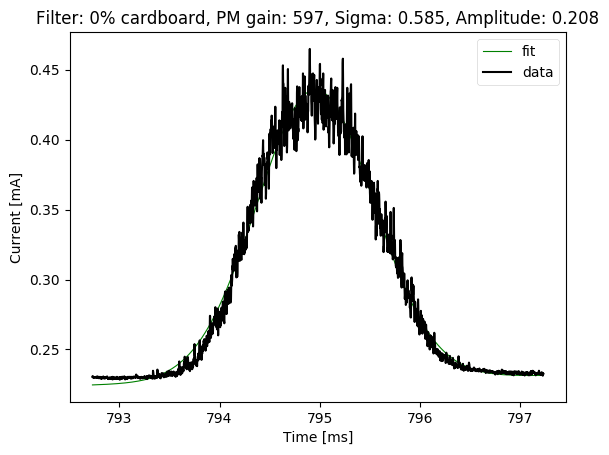 Filter: 0% cardboard, PM gain: 597, Sigma: 0.585, Amplitude: 0.208
fit
data
0.45
0.40
0.35
0.30
0.25
Current [mA]
793 794 795 796 797
Time [ms]